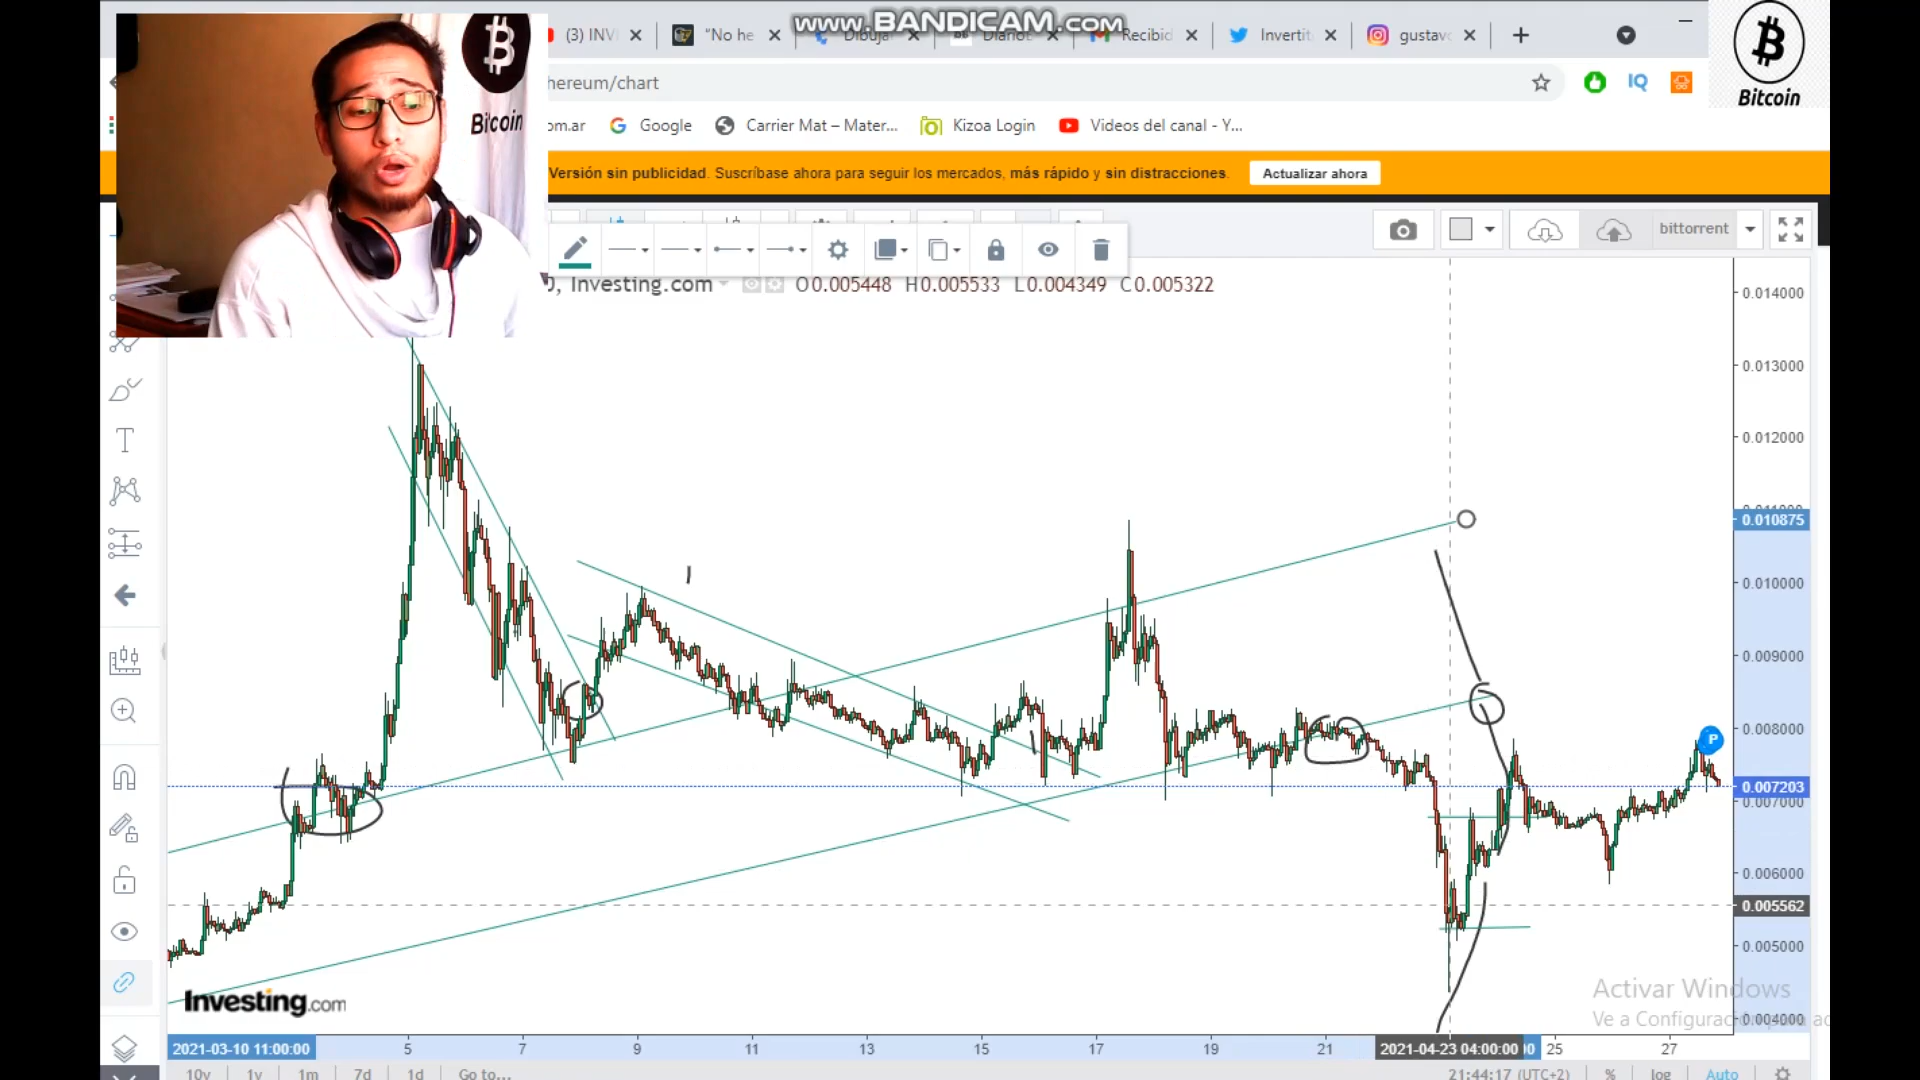 www.BANDICAM.com
(3) INVI
"No he
Dibuja
Diario
Recibid
Invertit
gustavo
hereum/chart
Bitcoin
Bitcoin
om.ar
Google
Carrier Mat – Mater...
Kizoa Login
Videos del canal - Y...
Versión sin publicidad. Suscríbase ahora para seguir los mercados, más rápido y sin distracciones.
Actualizar ahora
bittorrent
, Investing.com
O0.005448 H0.005533 L0.004349 C0.005322
0.014000
0.013000
0.012000
0.010875
0.010000
0.009000
0.008000
P
0.007203
0.007000
0.006000
0.005562
0.005000
0.004000
Investing.com
Activar Windows
Ve a Configuración para
2021-03-10 11:00:00
5
7
9
11
13
15
17
19
21
2021-04-23 04:00:00
25
27
10y
1y
1m
7d
1d
Go to...
21:44:17 (UTC+2)
%
log
Auto